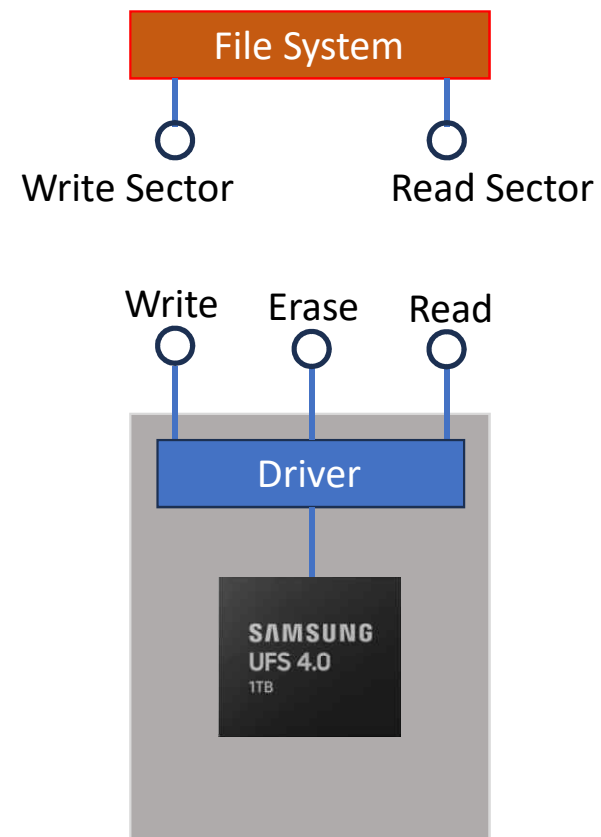 File System
Write Sector
Read Sector
Write
Erase
Read
Driver
SAMSUNG
UFS 4.0
1TB